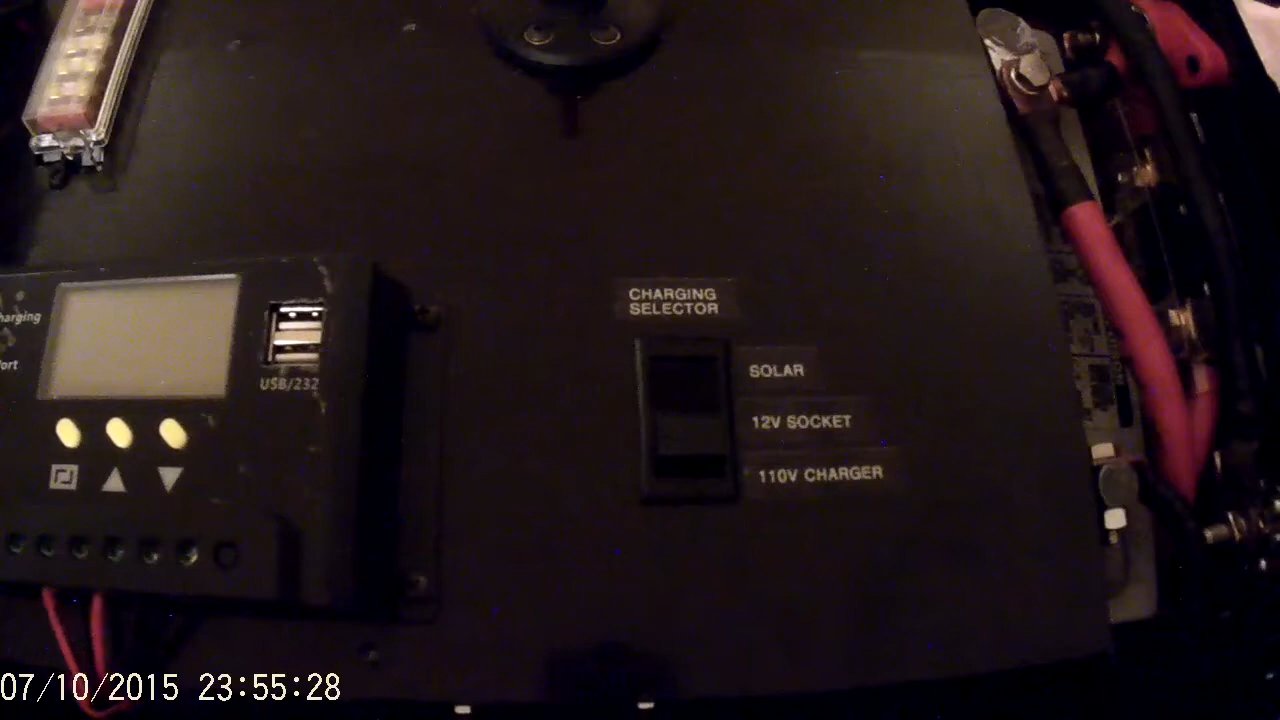 CHARGING
SELECTOR
SOLAR
12V SOCKET
110V CHARGER
USB/232
07/10/2015 23:55:28